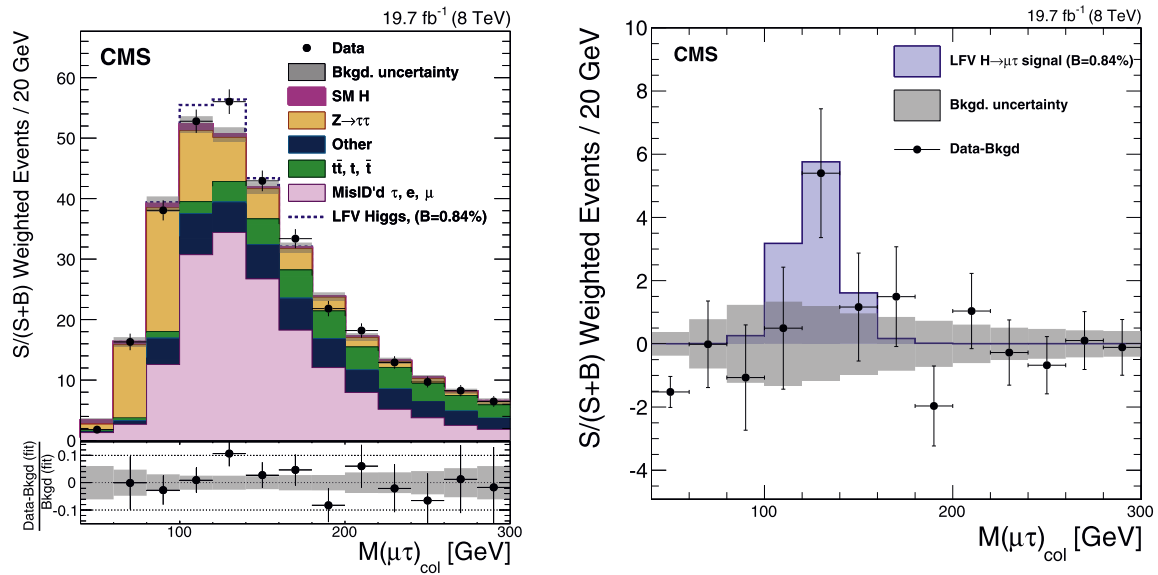 19.7 fb⁻¹ (8 TeV)
CMS
Data
Bkgd. uncertainty
SM H
Z→ττ
Other
tt̄, t, t̄
MisID'd τ, e, μ
LFV Higgs, (B=0.84%)
S/(S+B) Weighted Events / 20 GeV
60
50
40
30
20
10
0
Data-Bkgd (fit)
Bkgd (fit)
0.1
0
-0.1
100
200
300
M(μτ)col [GeV]
19.7 fb⁻¹ (8 TeV)
CMS
LFV H→μτ signal (B=0.84%)
Bkgd. uncertainty
Data-Bkgd
S/(S+B) Weighted Events / 20 GeV
10
8
6
4
2
0
-2
-4
100
200
300
M(μτ)col [GeV]